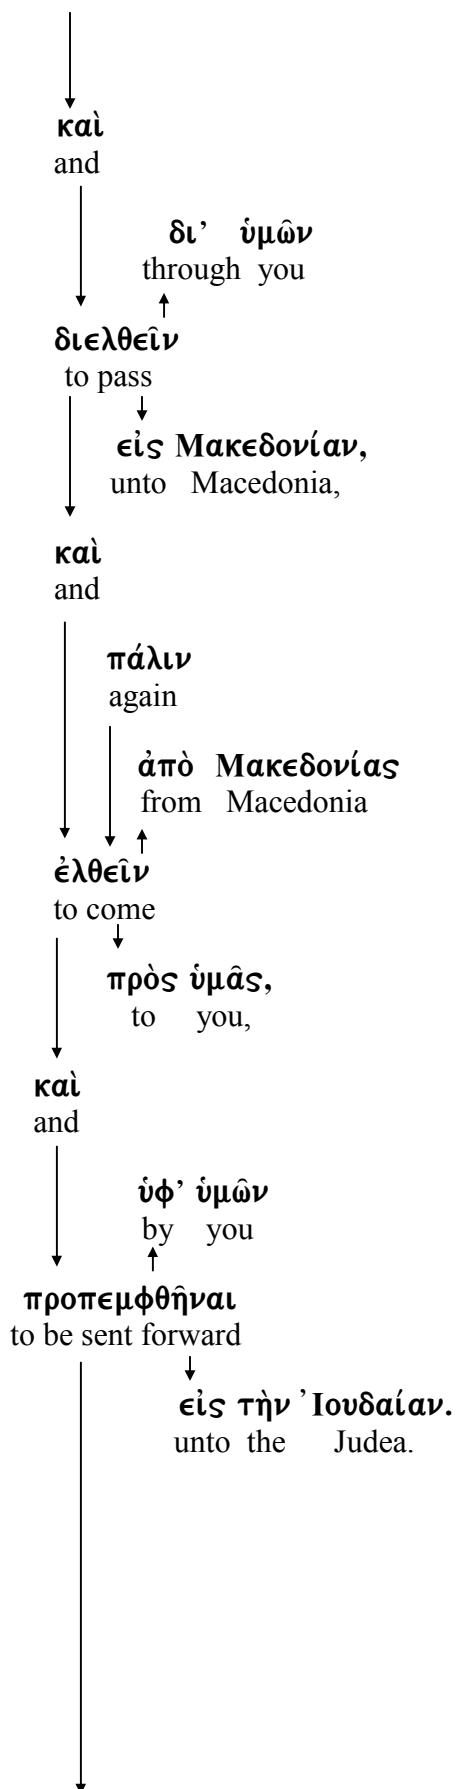 καὶ
and
δι’ ὑμῶν
through you
διελθεῖν
to pass
εἰς Μακεδονίαν,
unto Macedonia,
καὶ
and
πάλιν
again
ἀπὸ Μακεδονίας
from Macedonia
ἐλθεῖν
to come
πρὸς ὑμᾶς,
to you,
καὶ
and
ὑφ’ ὑμῶν
by you
προπεμφθῆναι
to be sent forward
εἰς τὴν Ἰουδαίαν.
unto the Judea.